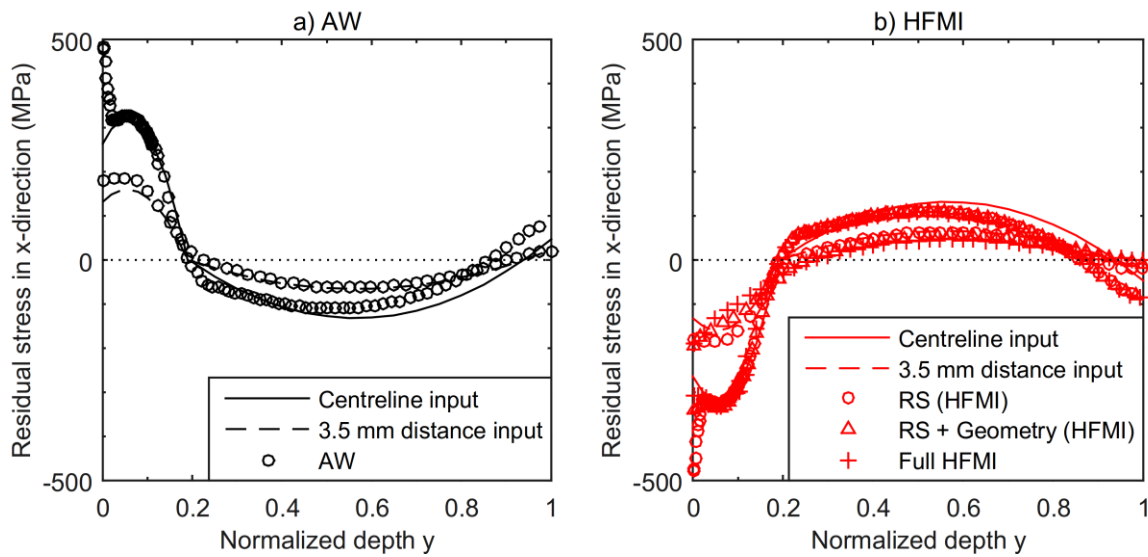 a) AW
500
0
-500
Residual stress in x-direction (MPa)
0 0.2 0.4 0.6 0.8 1
Normalized depth y
Centreline input
3.5 mm distance input
AW
b) HFMI
500
0
-500
Residual stress in x-direction (MPa)
0 0.2 0.4 0.6 0.8 1
Normalized depth y
Centreline input
3.5 mm distance input
RS (HFMI)
RS + Geometry (HFMI)
Full HFMI